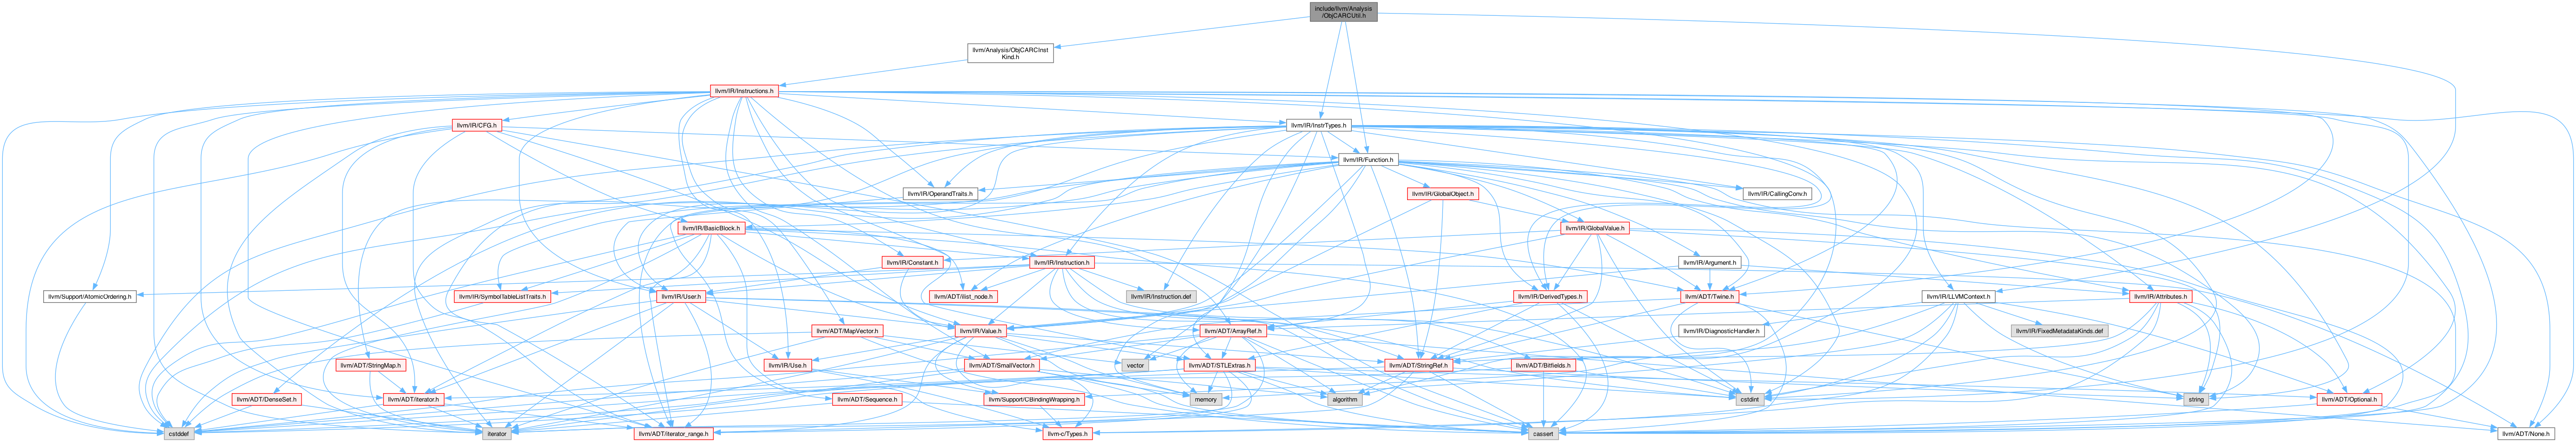 include/llvm/Analysis
/ObjCARCUtil.h
llvm/Analysis/ObjCARCInst
Kind.h
llvm/IR/Instructions.h
llvm/IR/CFG.h
llvm/IR/InstrTypes.h
llvm/IR/Function.h
llvm/IR/OperandTraits.h
llvm/IR/GlobalObject.h
llvm/IR/CallingConv.h
llvm/IR/BasicBlock.h
llvm/IR/GlobalValue.h
llvm/IR/Constant.h
llvm/IR/Instruction.h
llvm/IR/Argument.h
llvm/Support/AtomicOrdering.h
llvm/IR/SymbolTableListTraits.h
llvm/IR/User.h
llvm/ADT/ilist_node.h
llvm/IR/Instruction.def
llvm/IR/DerivedTypes.h
llvm/ADT/Twine.h
llvm/IR/LLVMContext.h
llvm/IR/Attributes.h
llvm/ADT/MapVector.h
llvm/IR/Value.h
llvm/ADT/ArrayRef.h
llvm/IR/DiagnosticHandler.h
llvm/IR/FixedMetadataKinds.def
llvm/ADT/StringMap.h
llvm/IR/Use.h
vector
llvm/ADT/SmallVector.h
llvm/ADT/STLExtras.h
llvm/ADT/StringRef.h
llvm/ADT/Bitfields.h
llvm/ADT/DenseSet.h
llvm/ADT/iterator.h
llvm/ADT/Sequence.h
llvm/Support/CBindingWrapping.h
memory
algorithm
cstdint
string
llvm/ADT/Optional.h
cstddef
iterator
llvm/ADT/iterator_range.h
llvm-c/Types.h
cassert
llvm/ADT/None.h